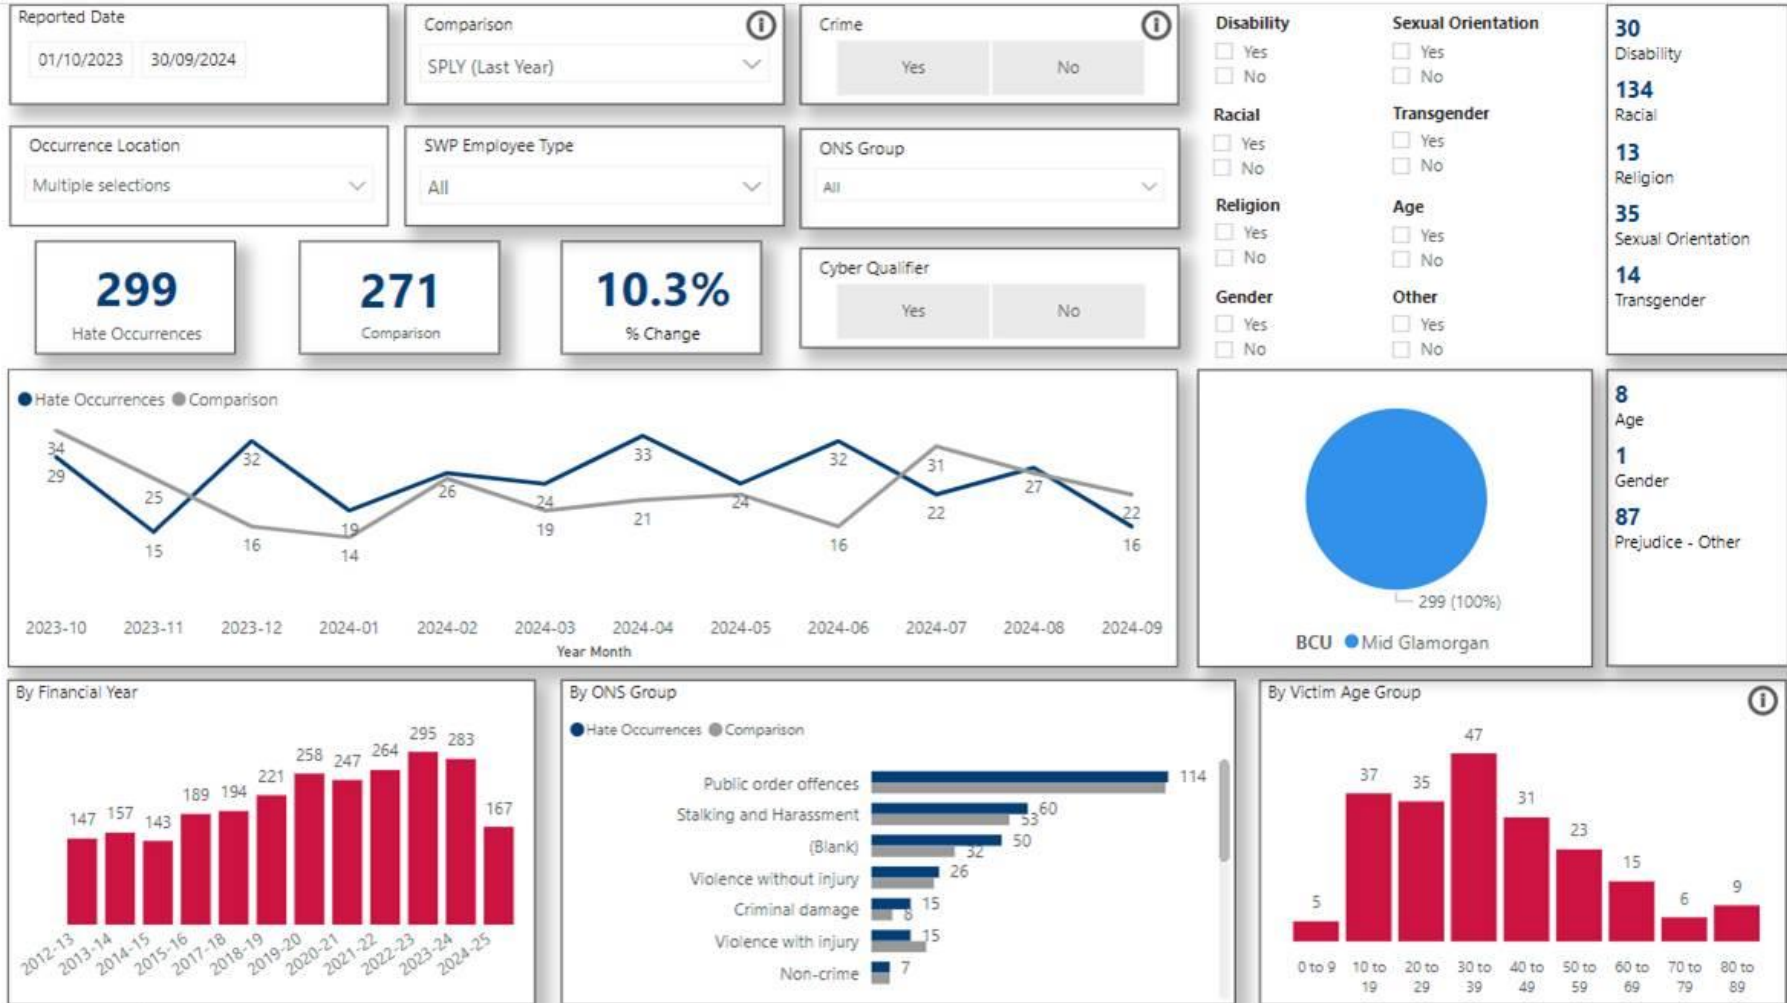 Reported Date
01/10/2023 30/09/2024
Comparison
SPLY (Last Year)
Crime
Yes No
Occurrence Location
Multiple selections
SWP Employee Type
All
ONS Group
All
299
Hate Occurrences
271
Comparison
10.3%
% Change
Cyber Qualifier
Yes No
Disability
Yes
No
Sexual Orientation
Yes
No
Racial
Yes
No
Transgender
Yes
No
Religion
Yes
No
Age
Yes
No
Gender
Yes
No
Other
Yes
No
30
Disability
134
Racial
13
Religion
35
Sexual Orientation
14
Transgender
Hate Occurrences Comparison
34 32 33 32 31
29 25 26 24 24 27 22
15 16 19 14 19 21 16 22 16
2023-10 2023-11 2023-12 2024-01 2024-02 2024-03 2024-04 2024-05 2024-06 2024-07 2024-08 2024-09
Year Month
299 (100%)
BCU Mid Glamorgan
8
Age
1
Gender
87
Prejudice - Other
By Financial Year
147 157 143 189 194 221 258 247 264 295 283 167
2012-13 2013-14 2014-15 2015-16 2017-18 2018-19 2019-20 2020-21 2021-22 2022-23 2023-24 2024-25
By ONS Group
Hate Occurrences Comparison
Public order offences 114
Stalking and Harassment 60 53
(Blank) 50 32
Violence without injury 26
Criminal damage 15 8
Violence with injury 15
Non-crime 7
By Victim Age Group
5 37 35 47 31 23 15 6 9
0 to 9 10 to 19 20 to 29 30 to 39 40 to 49 50 to 59 60 to 69 70 to 79 80 to 89